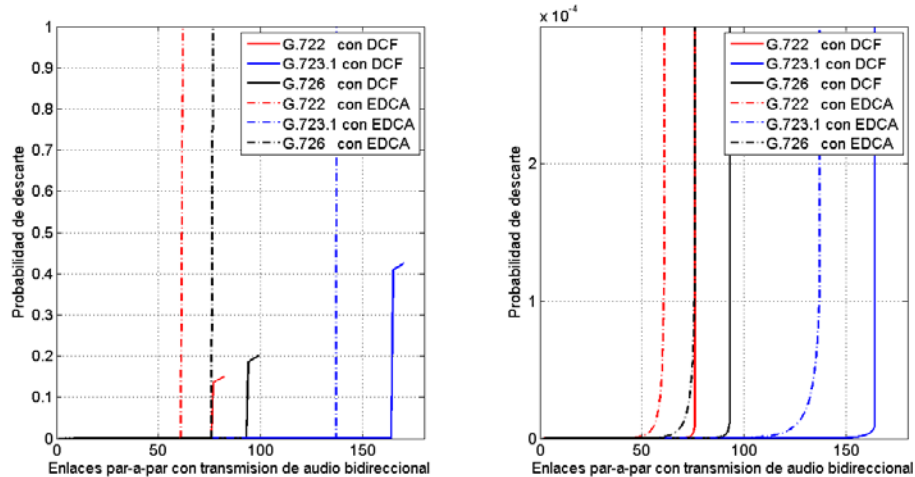 1
0.9
0.8
0.7
0.6
0.5
0.4
0.3
0.2
0.1
0
Probabilidad de descarte
G.722 con DCF
G.723.1 con DCF
G.726 con DCF
G.722 con EDCA
G.723.1 con EDCA
G.726 con EDCA
0 50 100 150
Enlaces par-a-par con transmision de audio bidireccional
x 10⁻⁴
2
1
0
Probabilidad de descarte
G.722 con DCF
G.723.1 con DCF
G.726 con DCF
G.722 con EDCA
G.723.1 con EDCA
G.726 con EDCA
0 50 100 150
Enlaces par-a-par con transmision de audio bidireccional